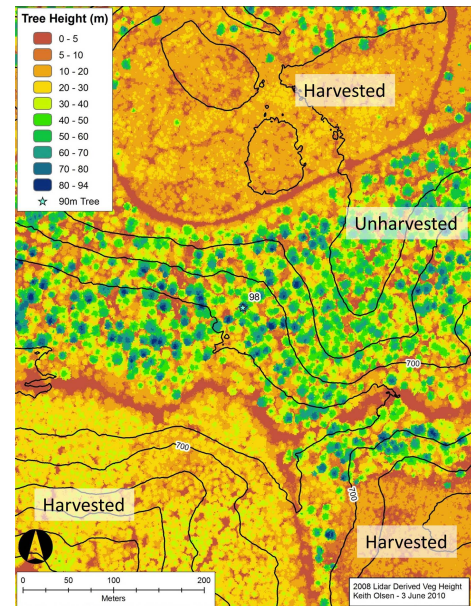 Tree Height (m)
0 - 5
5 - 10
10 - 20
20 - 30
30 - 40
40 - 50
50 - 60
60 - 70
70 - 80
80 - 94
90m Tree
Harvested
Unharvested
98
700
700
700
Harvested
Harvested
0 50 100 200
Meters
2008 Lidar Derived Veg Height
Keith Olsen - 3 June 2010